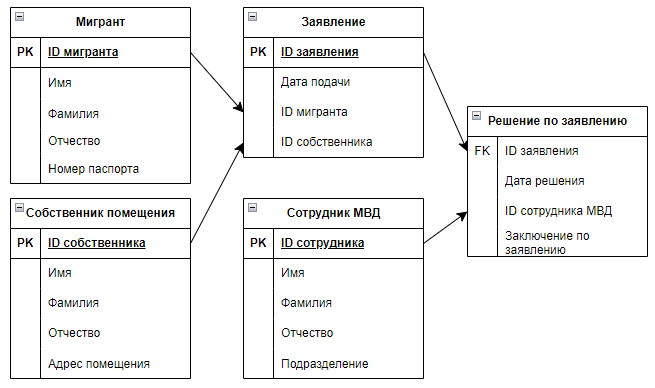 Мигрант
PK ID мигранта
Имя
Фамилия
Отчество
Номер паспорта
Заявление
PK ID заявления
Дата подачи
ID мигранта
ID собственника
Решение по заявлению
FK ID заявления
Дата решения
ID сотрудника МВД
Заключение по
заявлению
Собственник помещения
PK ID собственника
Имя
Фамилия
Отчество
Адрес помещения
Сотрудник МВД
PK ID сотрудника
Имя
Фамилия
Отчество
Подразделение